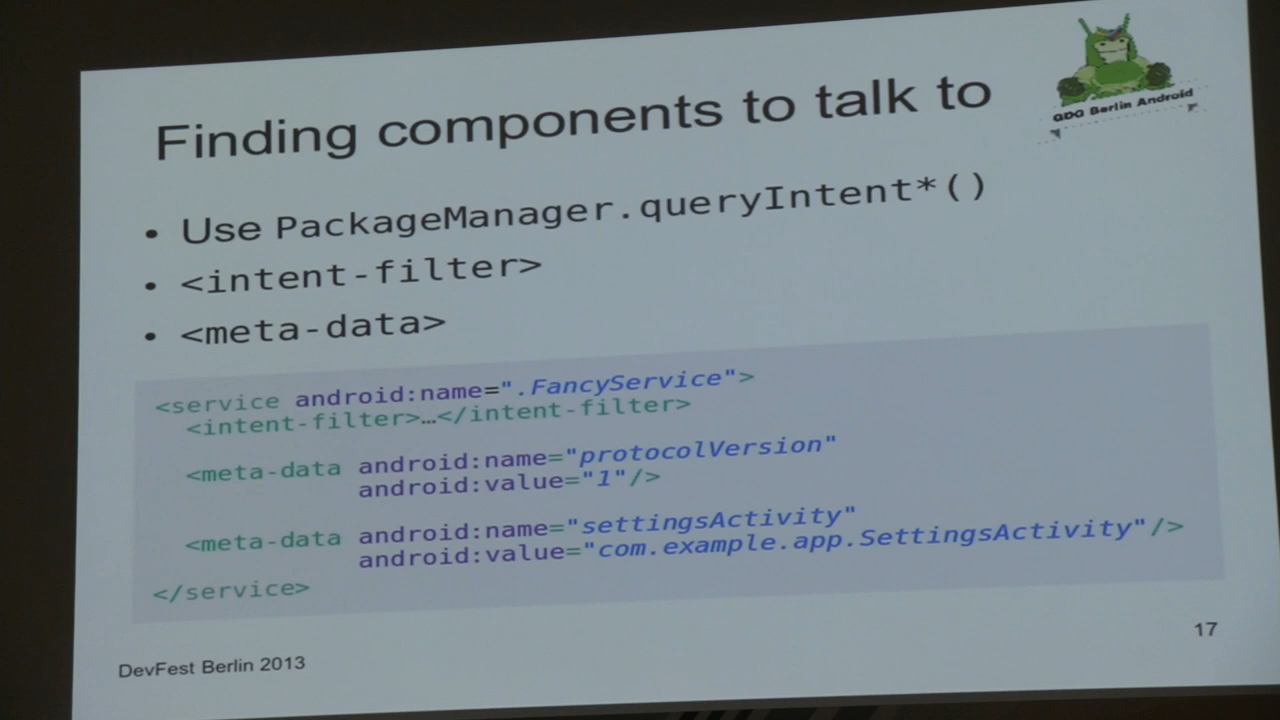 Finding components to talk to
GDG Berlin Android
• Use PackageManager.queryIntent*()
• <intent-filter>
• <meta-data>
<service android:name=".FancyService">
<intent-filter>…</intent-filter>
<meta-data android:name="protocolVersion"
android:value="1"/>
<meta-data android:name="settingsActivity"
android:value="com.example.app.SettingsActivity"/>
</service>
DevFest Berlin 2013
17